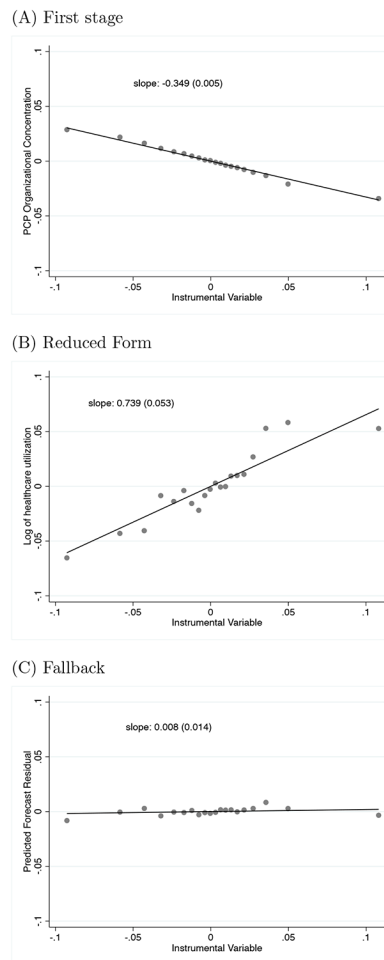 (A) First stage
.1
.05
0
-.05
-.1
PCP Organizational Concentration
slope: -0.349 (0.005)
-.1 -.05 0 .05 .1
Instrumental Variable
(B) Reduced Form
.1
.05
0
-.05
-.1
Log of healthcare utilization
slope: 0.739 (0.053)
-.1 -.05 0 .05 .1
Instrumental Variable
(C) Fallback
.1
.05
0
-.05
-.1
Predicted Forecast Residual
slope: 0.008 (0.014)
-.1 -.05 0 .05 .1
Instrumental Variable